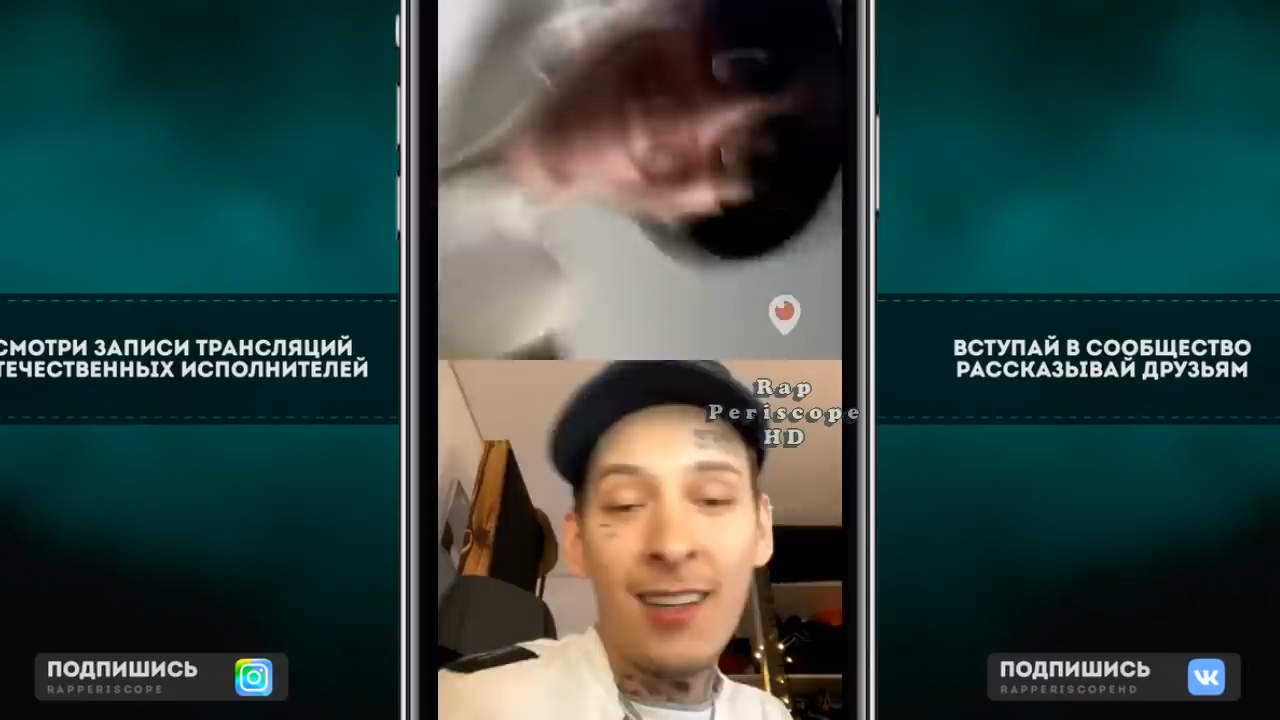 СМОТРИ ЗАПИСИ ТРАНСЛЯЦИЙ
ТЕЧЕСТВЕННЫХ ИСПОЛНИТЕЛЕЙ
Rap
Periscope
HD
ВСТУПАЙ В СООБЩЕСТВО
РАССКАЗЫВАЙ ДРУЗЬЯМ
ПОДПИШИСЬ
RAPPERISCOPE
ПОДПИШИСЬ
RAPPERISCOPEHD